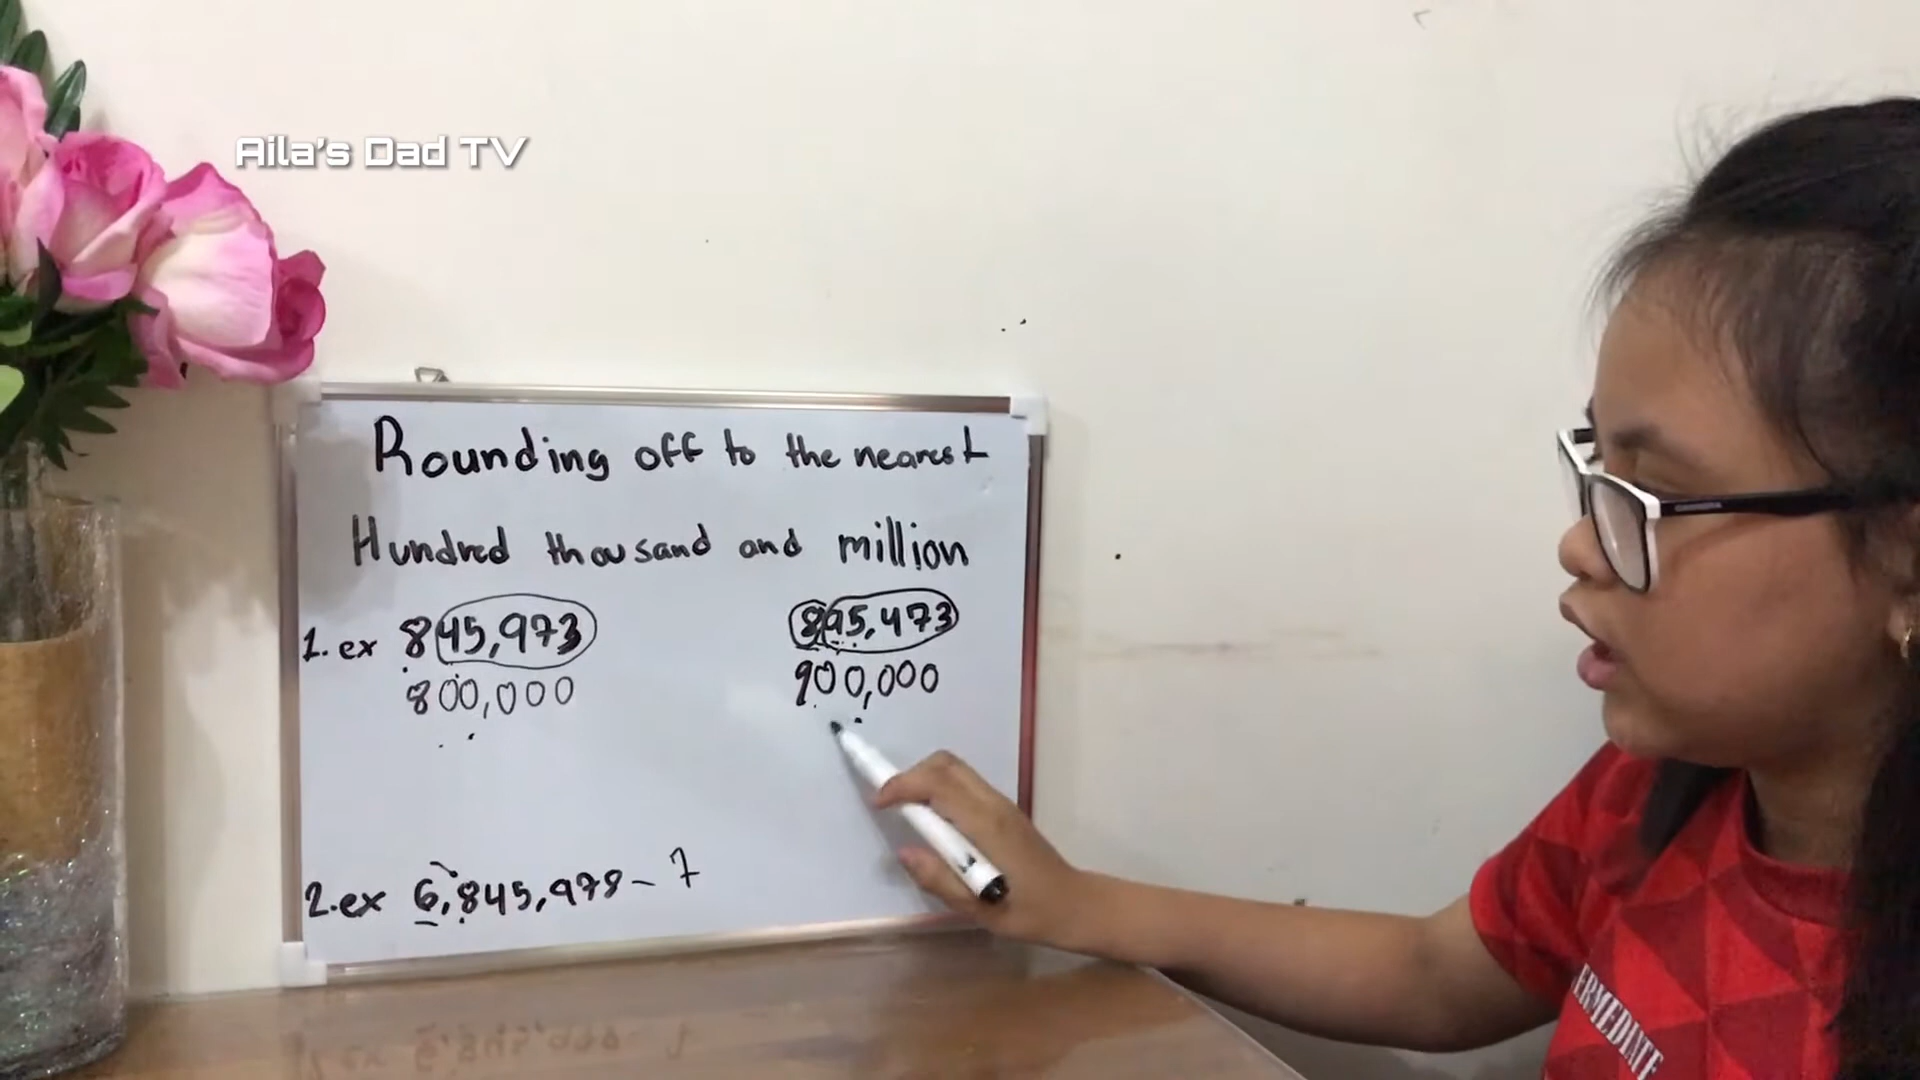 Aila's Dad TV
Rounding off to the nearest
Hundred thousand and million
1. ex 845,973 895,473
800,000 900,000
2. ex 6,845,978 - 7
ERMEDIATE